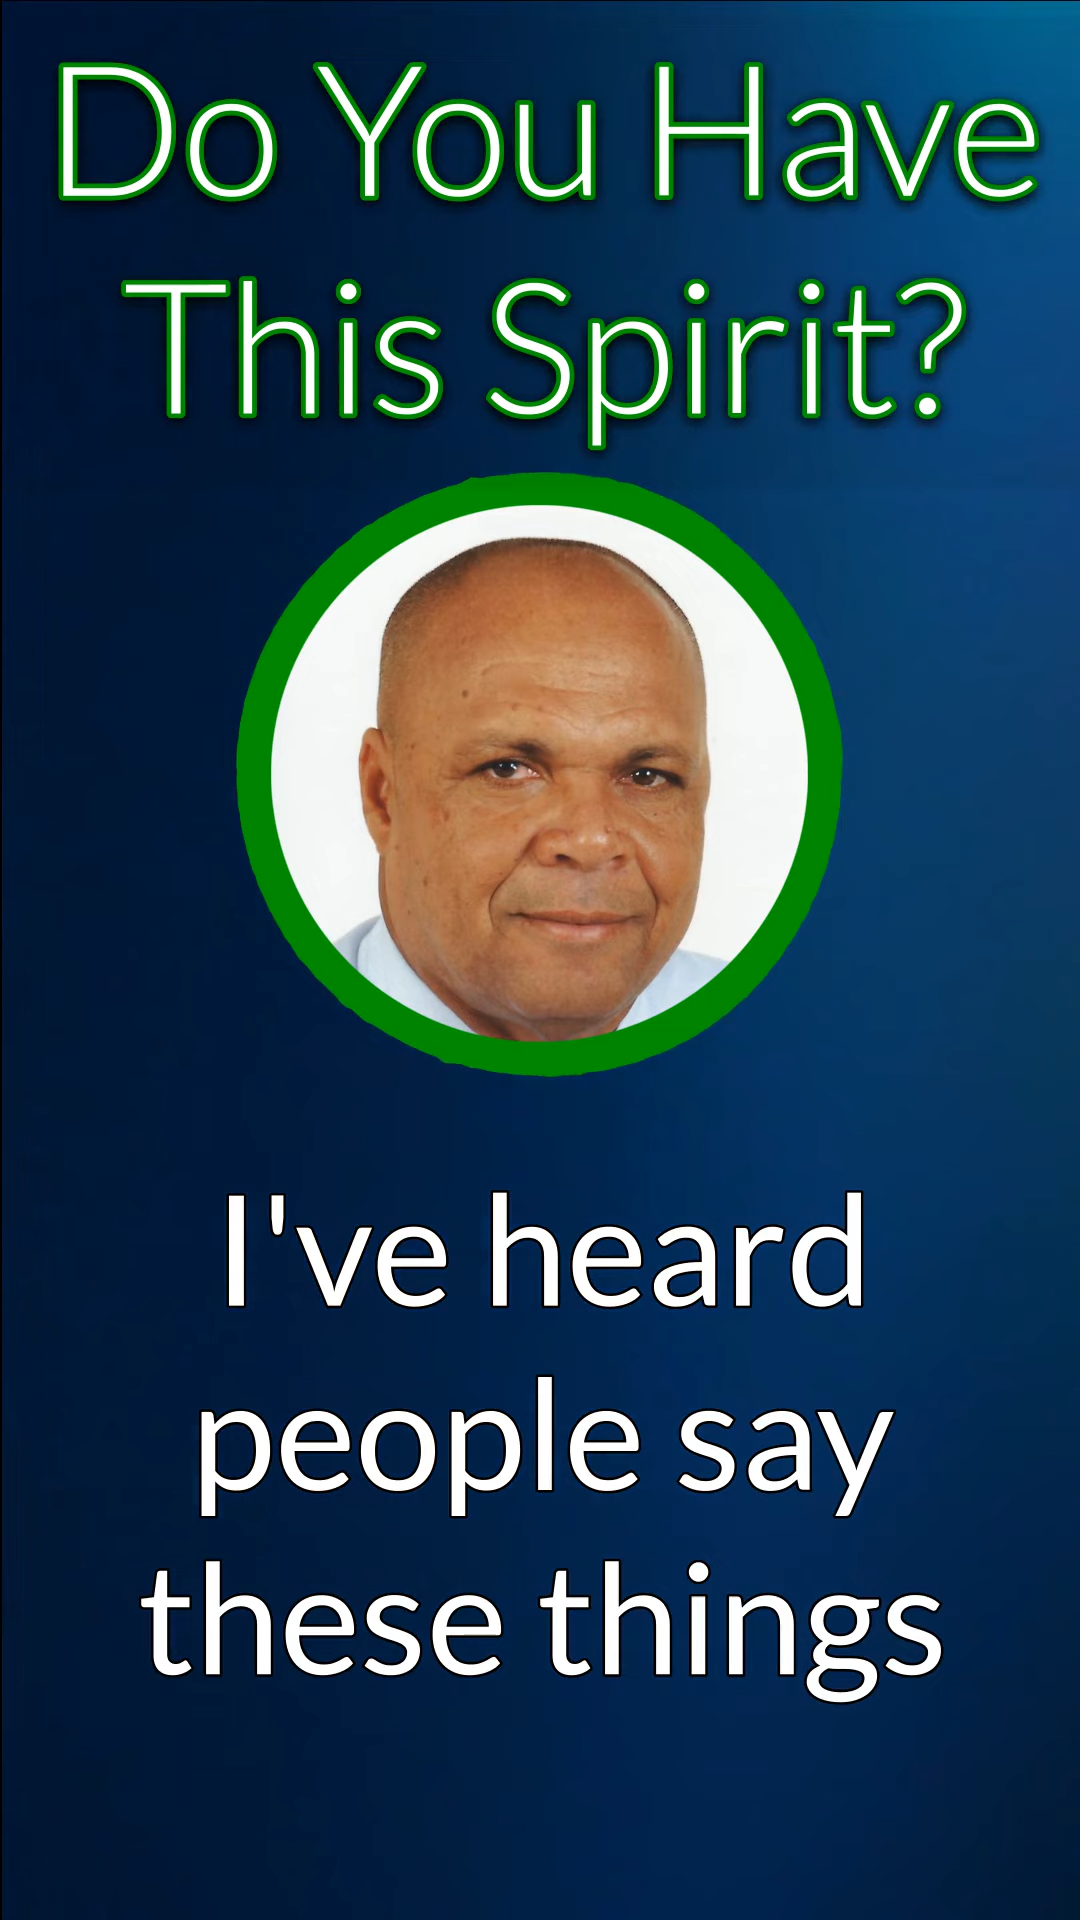 Do You Have
This Spirit?
I've heard
people say
these things